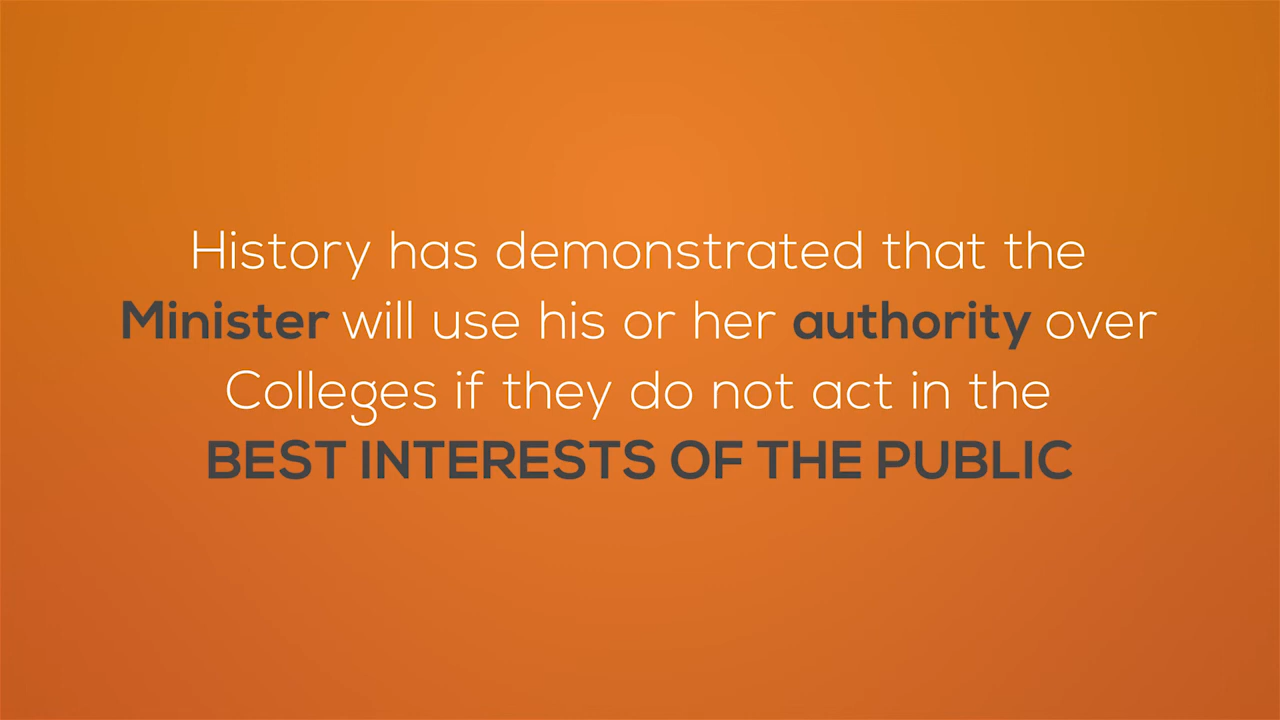 History has demonstrated that the
Minister will use his or her authority over
Colleges if they do not act in the
BEST INTERESTS OF THE PUBLIC